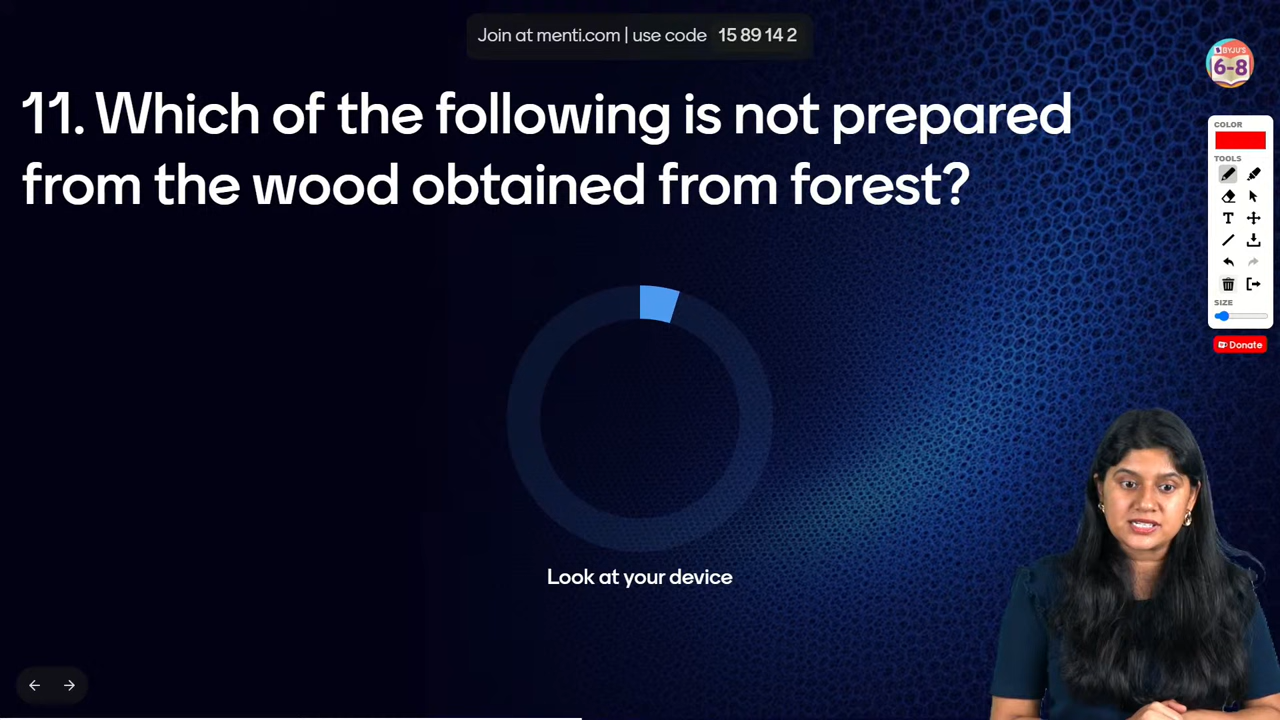 Join at menti.com | use code 15 89 14 2
BYJU'S
6-8
11. Which of the following is not prepared
from the wood obtained from forest?
COLOR
TOOLS
T
SIZE
Donate
Look at your device